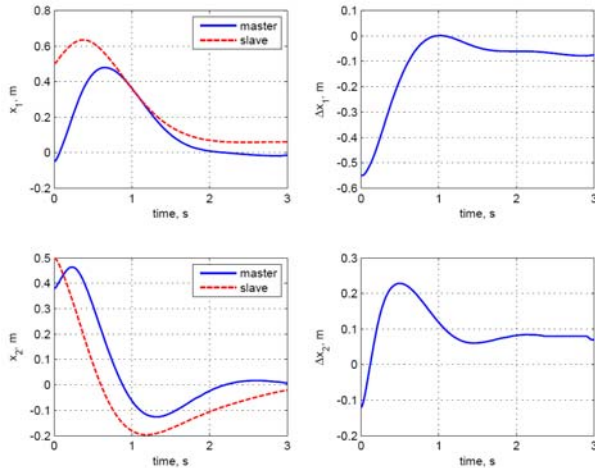 0.8
0.6
0.4
0.2
0
-0.2
x₁, m
master
slave
0 1 2 3
time, s
0.1
0
-0.1
-0.2
-0.3
-0.4
-0.5
-0.6
Δx₁, m
0 1 2 3
time, s
0.5
0.4
0.3
0.2
0.1
0
-0.1
-0.2
x₂, m
master
slave
0 1 2 3
time, s
0.3
0.2
0.1
0
-0.1
-0.2
Δx₂, m
0 1 2 3
time, s